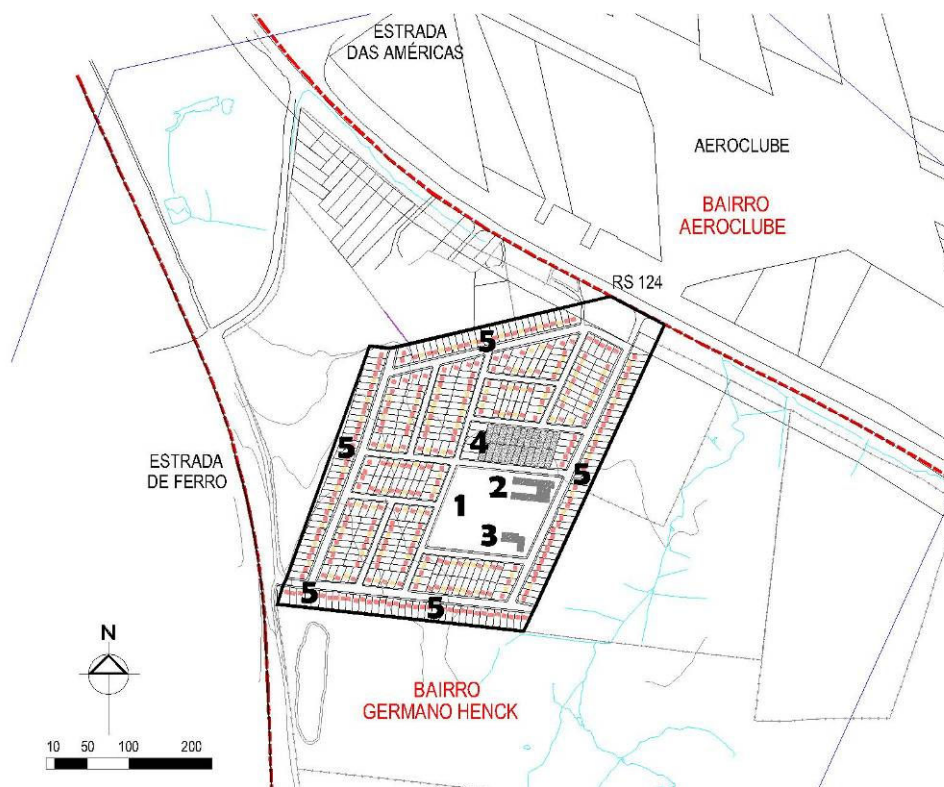 ESTRADA
DAS AMÉRICAS
AEROCLUBE
BAIRRO
AEROCLUBE
RS 124
5
5
4
ESTRADA
DE FERRO
5
2
1
3
5
5
N
BAIRRO
GERMANO HENCK
10 50 100 200